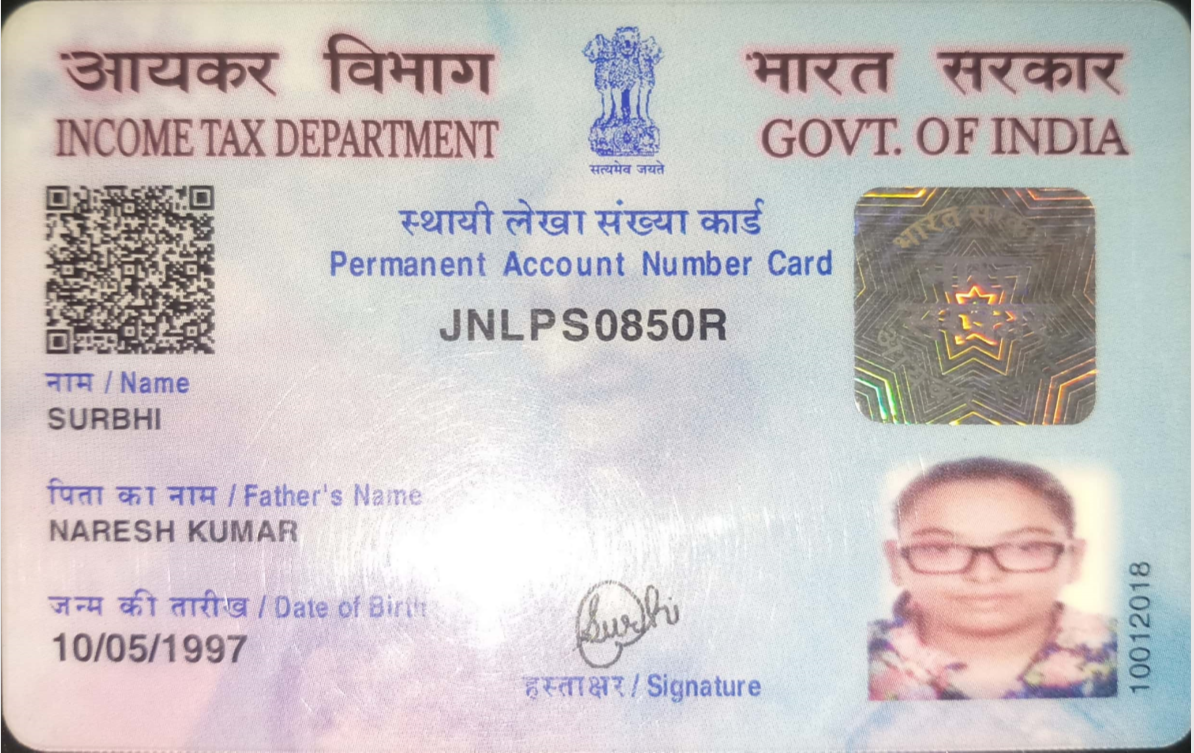 आयकर विभाग
INCOME TAX DEPARTMENT
सत्यमेव जयते
भारत सरकार
GOVT. OF INDIA
स्थायी लेखा संख्या कार्ड
Permanent Account Number Card
JNLPS0850R
भारत
नाम / Name
SURBHI
पिता का नाम / Father's Name
NARESH KUMAR
जन्म की तारीख / Date of Birth
10/05/1997
Surbhi
हस्ताक्षर / Signature
10012018